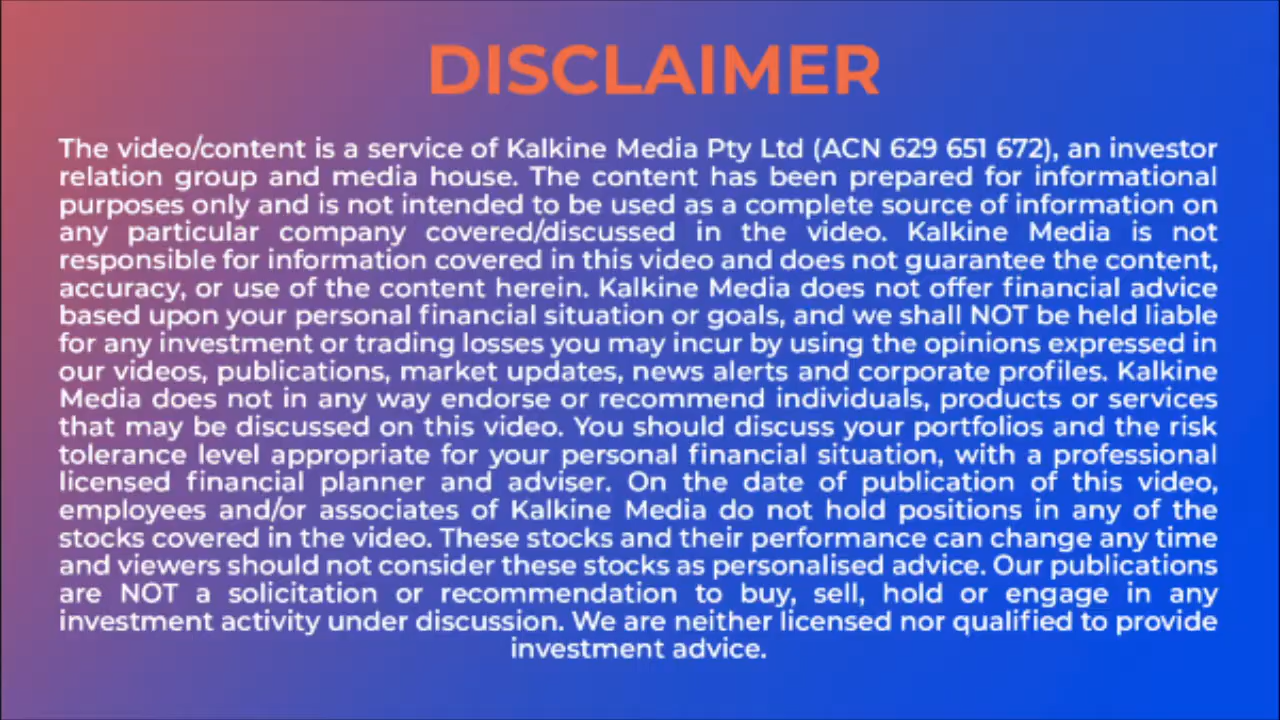 DISCLAIMER
The video/content is a service of Kalkine Media Pty Ltd (ACN 629 651 672), an investor
relation group and media house. The content has been prepared for informational
purposes only and is not intended to be used as a complete source of information on
any particular company covered/discussed in the video. Kalkine Media is not
responsible for information covered in this video and does not guarantee the content,
accuracy, or use of the content herein. Kalkine Media does not offer financial advice
based upon your personal financial situation or goals, and we shall NOT be held liable
for any investment or trading losses you may incur by using the opinions expressed in
our videos, publications, market updates, news alerts and corporate profiles. Kalkine
Media does not in any way endorse or recommend individuals, products or services
that may be discussed on this video. You should discuss your portfolios and the risk
tolerance level appropriate for your personal financial situation, with a professional
licensed financial planner and adviser. On the date of publication of this video,
employees and/or associates of Kalkine Media do not hold positions in any of the
stocks covered in the video. These stocks and their performance can change any time
and viewers should not consider these stocks as personalised advice. Our publications
are NOT a solicitation or recommendation to buy, sell, hold or engage in any
investment activity under discussion. We are neither licensed nor qualified to provide
investment advice.